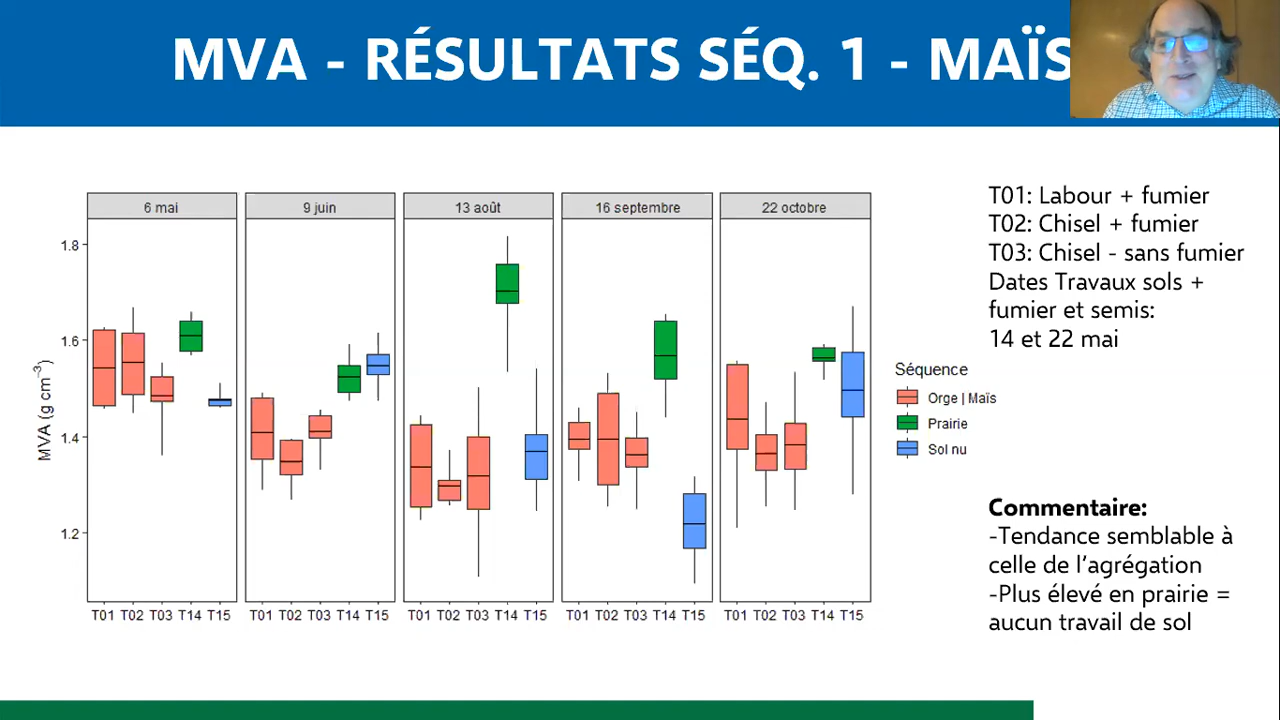 MVA - RÉSULTATS SÉQ. 1 - MAÏS
6 mai
9 juin
13 août
16 septembre
22 octobre
1.8
1.6
1.4
1.2
MVA (g cm⁻³)
T01 T02 T03 T14 T15
T01 T02 T03 T14 T15
T01 T02 T03 T14 T15
T01 T02 T03 T14 T15
T01 T02 T03 T14 T15
Séquence
Orge | Maïs
Prairie
Sol nu
T01: Labour + fumier
T02: Chisel + fumier
T03: Chisel - sans fumier
Dates Travaux sols +
fumier et semis:
14 et 22 mai
Commentaire:
-Tendance semblable à
celle de l'agrégation
-Plus élevé en prairie =
aucun travail de sol